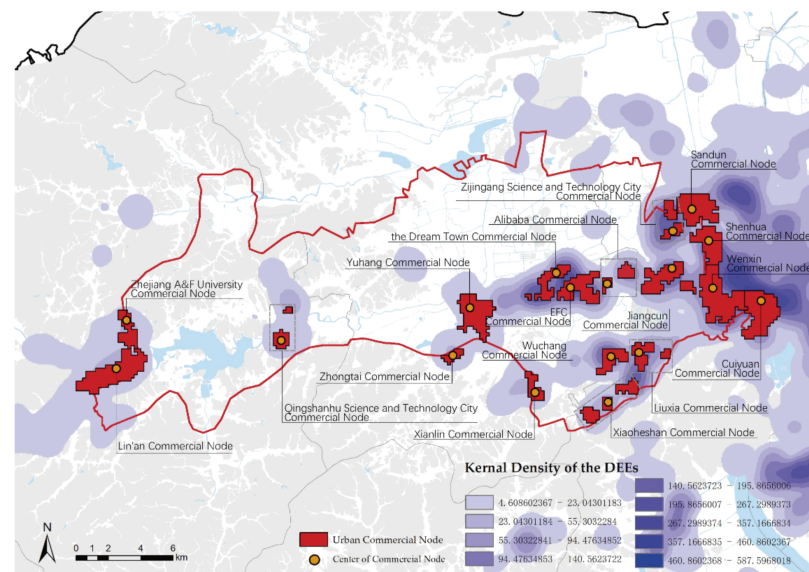 Sandun
Commercial Node
Zijingang Science and Technology City
Commercial Node
Alibaba Commercial Node
Shenhua
Commercial Node
the Dream Town Commercial Node
Wenxin
Commercial Node
Yuhang Commercial Node
Zhejiang A&F University
Commercial Node
EFC
Commercial Node
Jiangcun
Commercial Node
Wuchang
Commercial Node
Cuiyuan
Commercial Node
Zhongtai Commercial Node
Qingshanhu Science and Technology City
Commercial Node
Liuxia Commercial Node
Xiaoheshan Commercial Node
Xianlin Commercial Node
Lin'an Commercial Node
Kernal Density of the DEEs
4.608602367 - 23.04301183
23.04301184 - 55.3032284
55.30322841 - 94.47634852
94.47634853 - 140.5623722
140.5623723 - 195.8656006
195.8656007 - 267.2989373
267.2989374 - 357.1666834
357.1666835 - 460.8602367
460.8602368 - 587.5968018
Urban Commercial Node
Center of Commercial Node
N
0 1 2 4 6
km